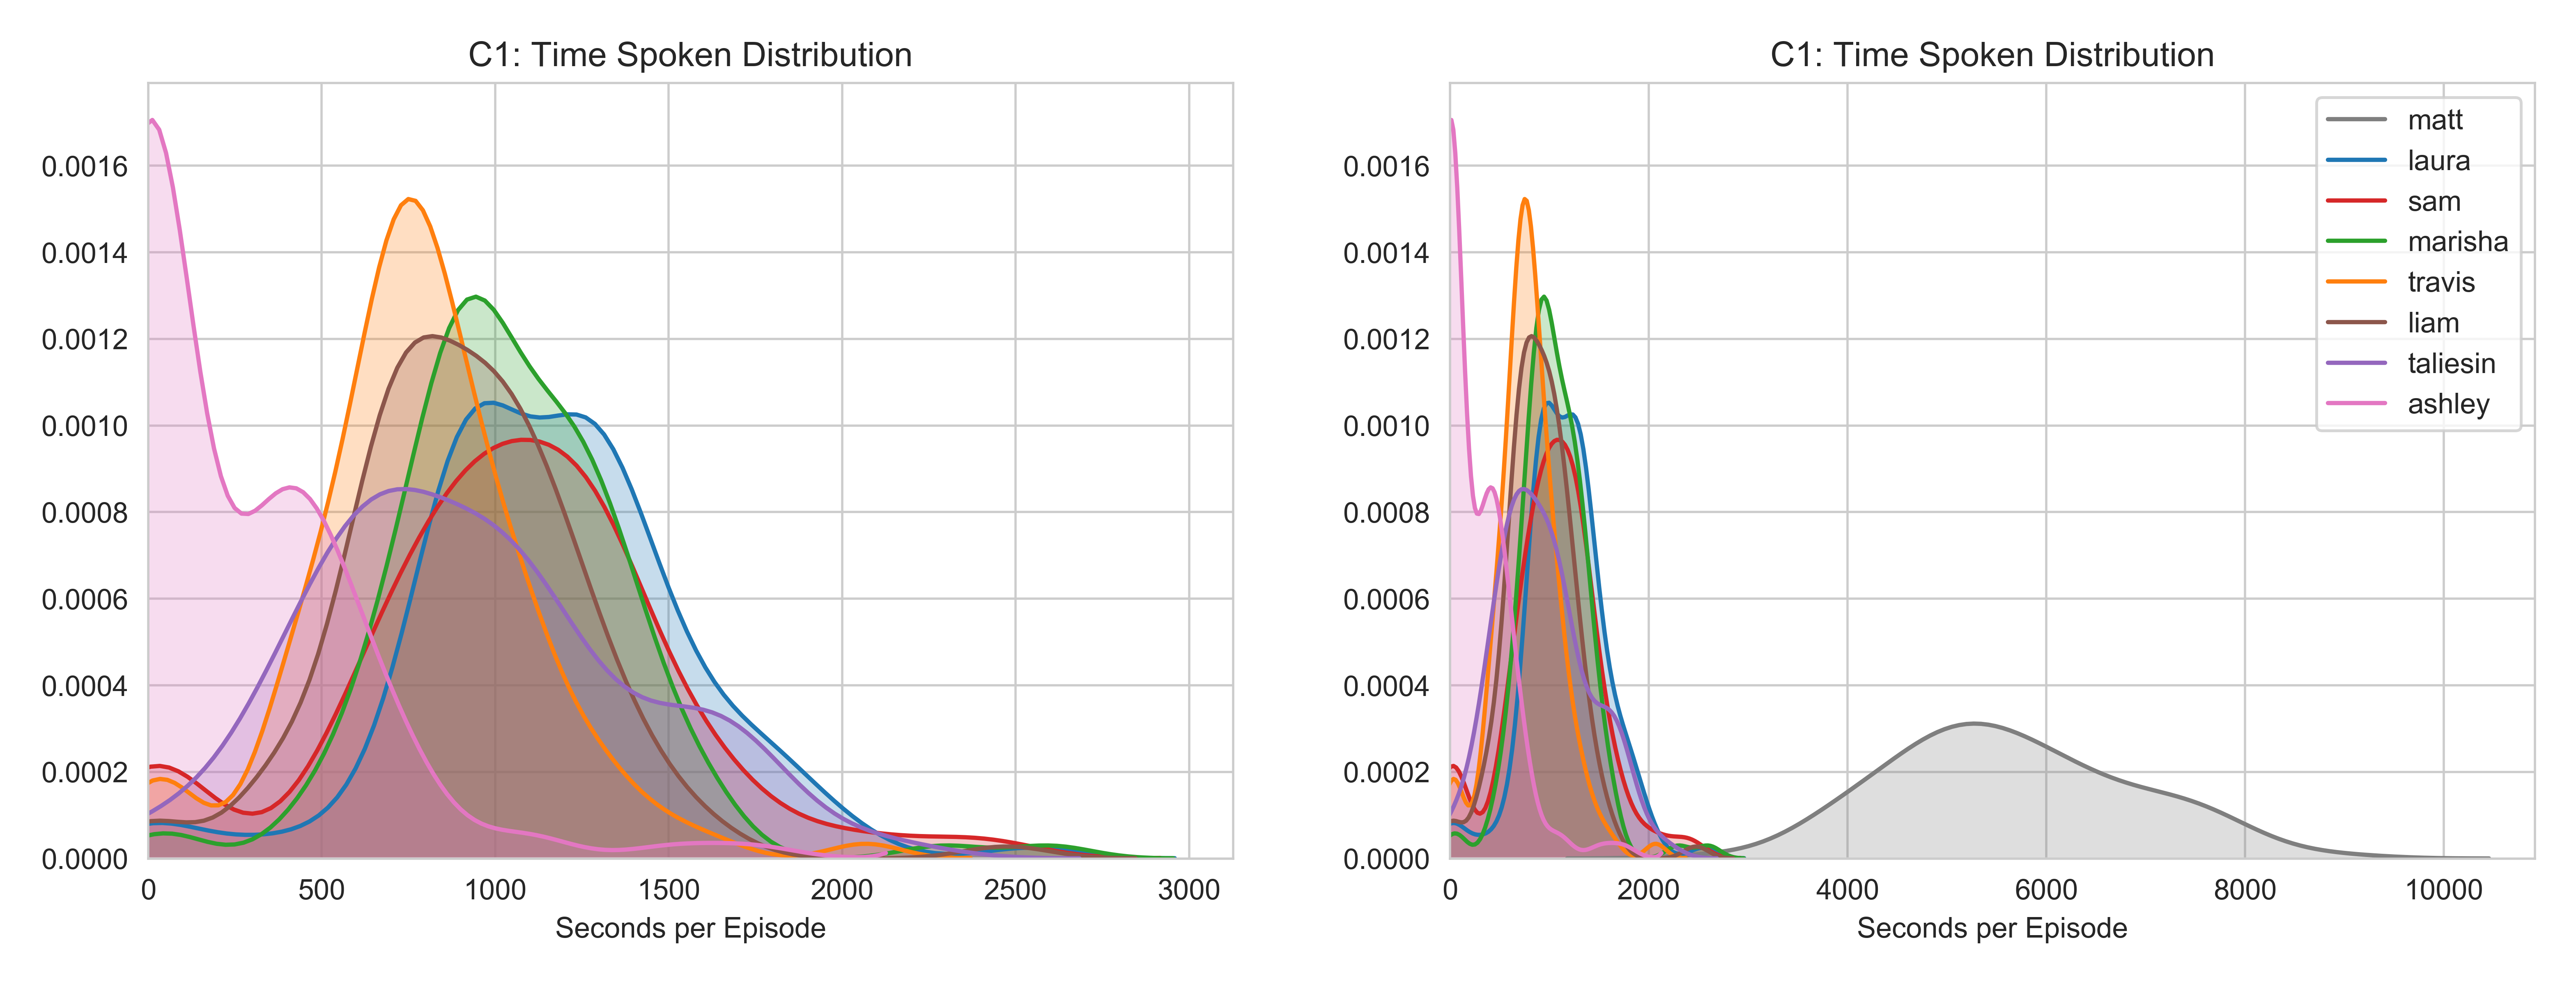 C1: Time Spoken Distribution
0.0016
0.0014
0.0012
0.0010
0.0008
0.0006
0.0004
0.0002
0.0000
0 500 1000 1500 2000 2500 3000
Seconds per Episode
C1: Time Spoken Distribution
0.0016
0.0014
0.0012
0.0010
0.0008
0.0006
0.0004
0.0002
0.0000
matt
laura
sam
marisha
travis
liam
taliesin
ashley
0 2000 4000 6000 8000 10000
Seconds per Episode